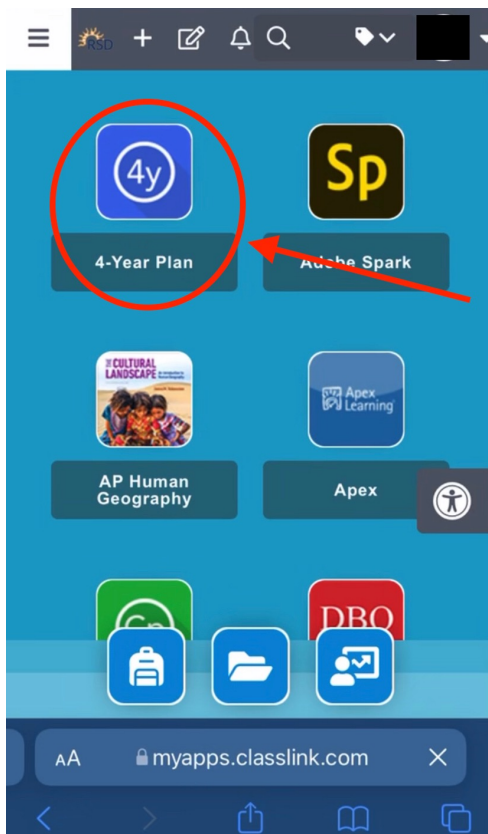 RSD
4y
Sp
4-Year Plan
Adobe Spark
THE CULTURAL
LANDSCAPE
Apex
Learning
AP Human
Geography
Apex
DBQ
AA
myapps.classlink.com